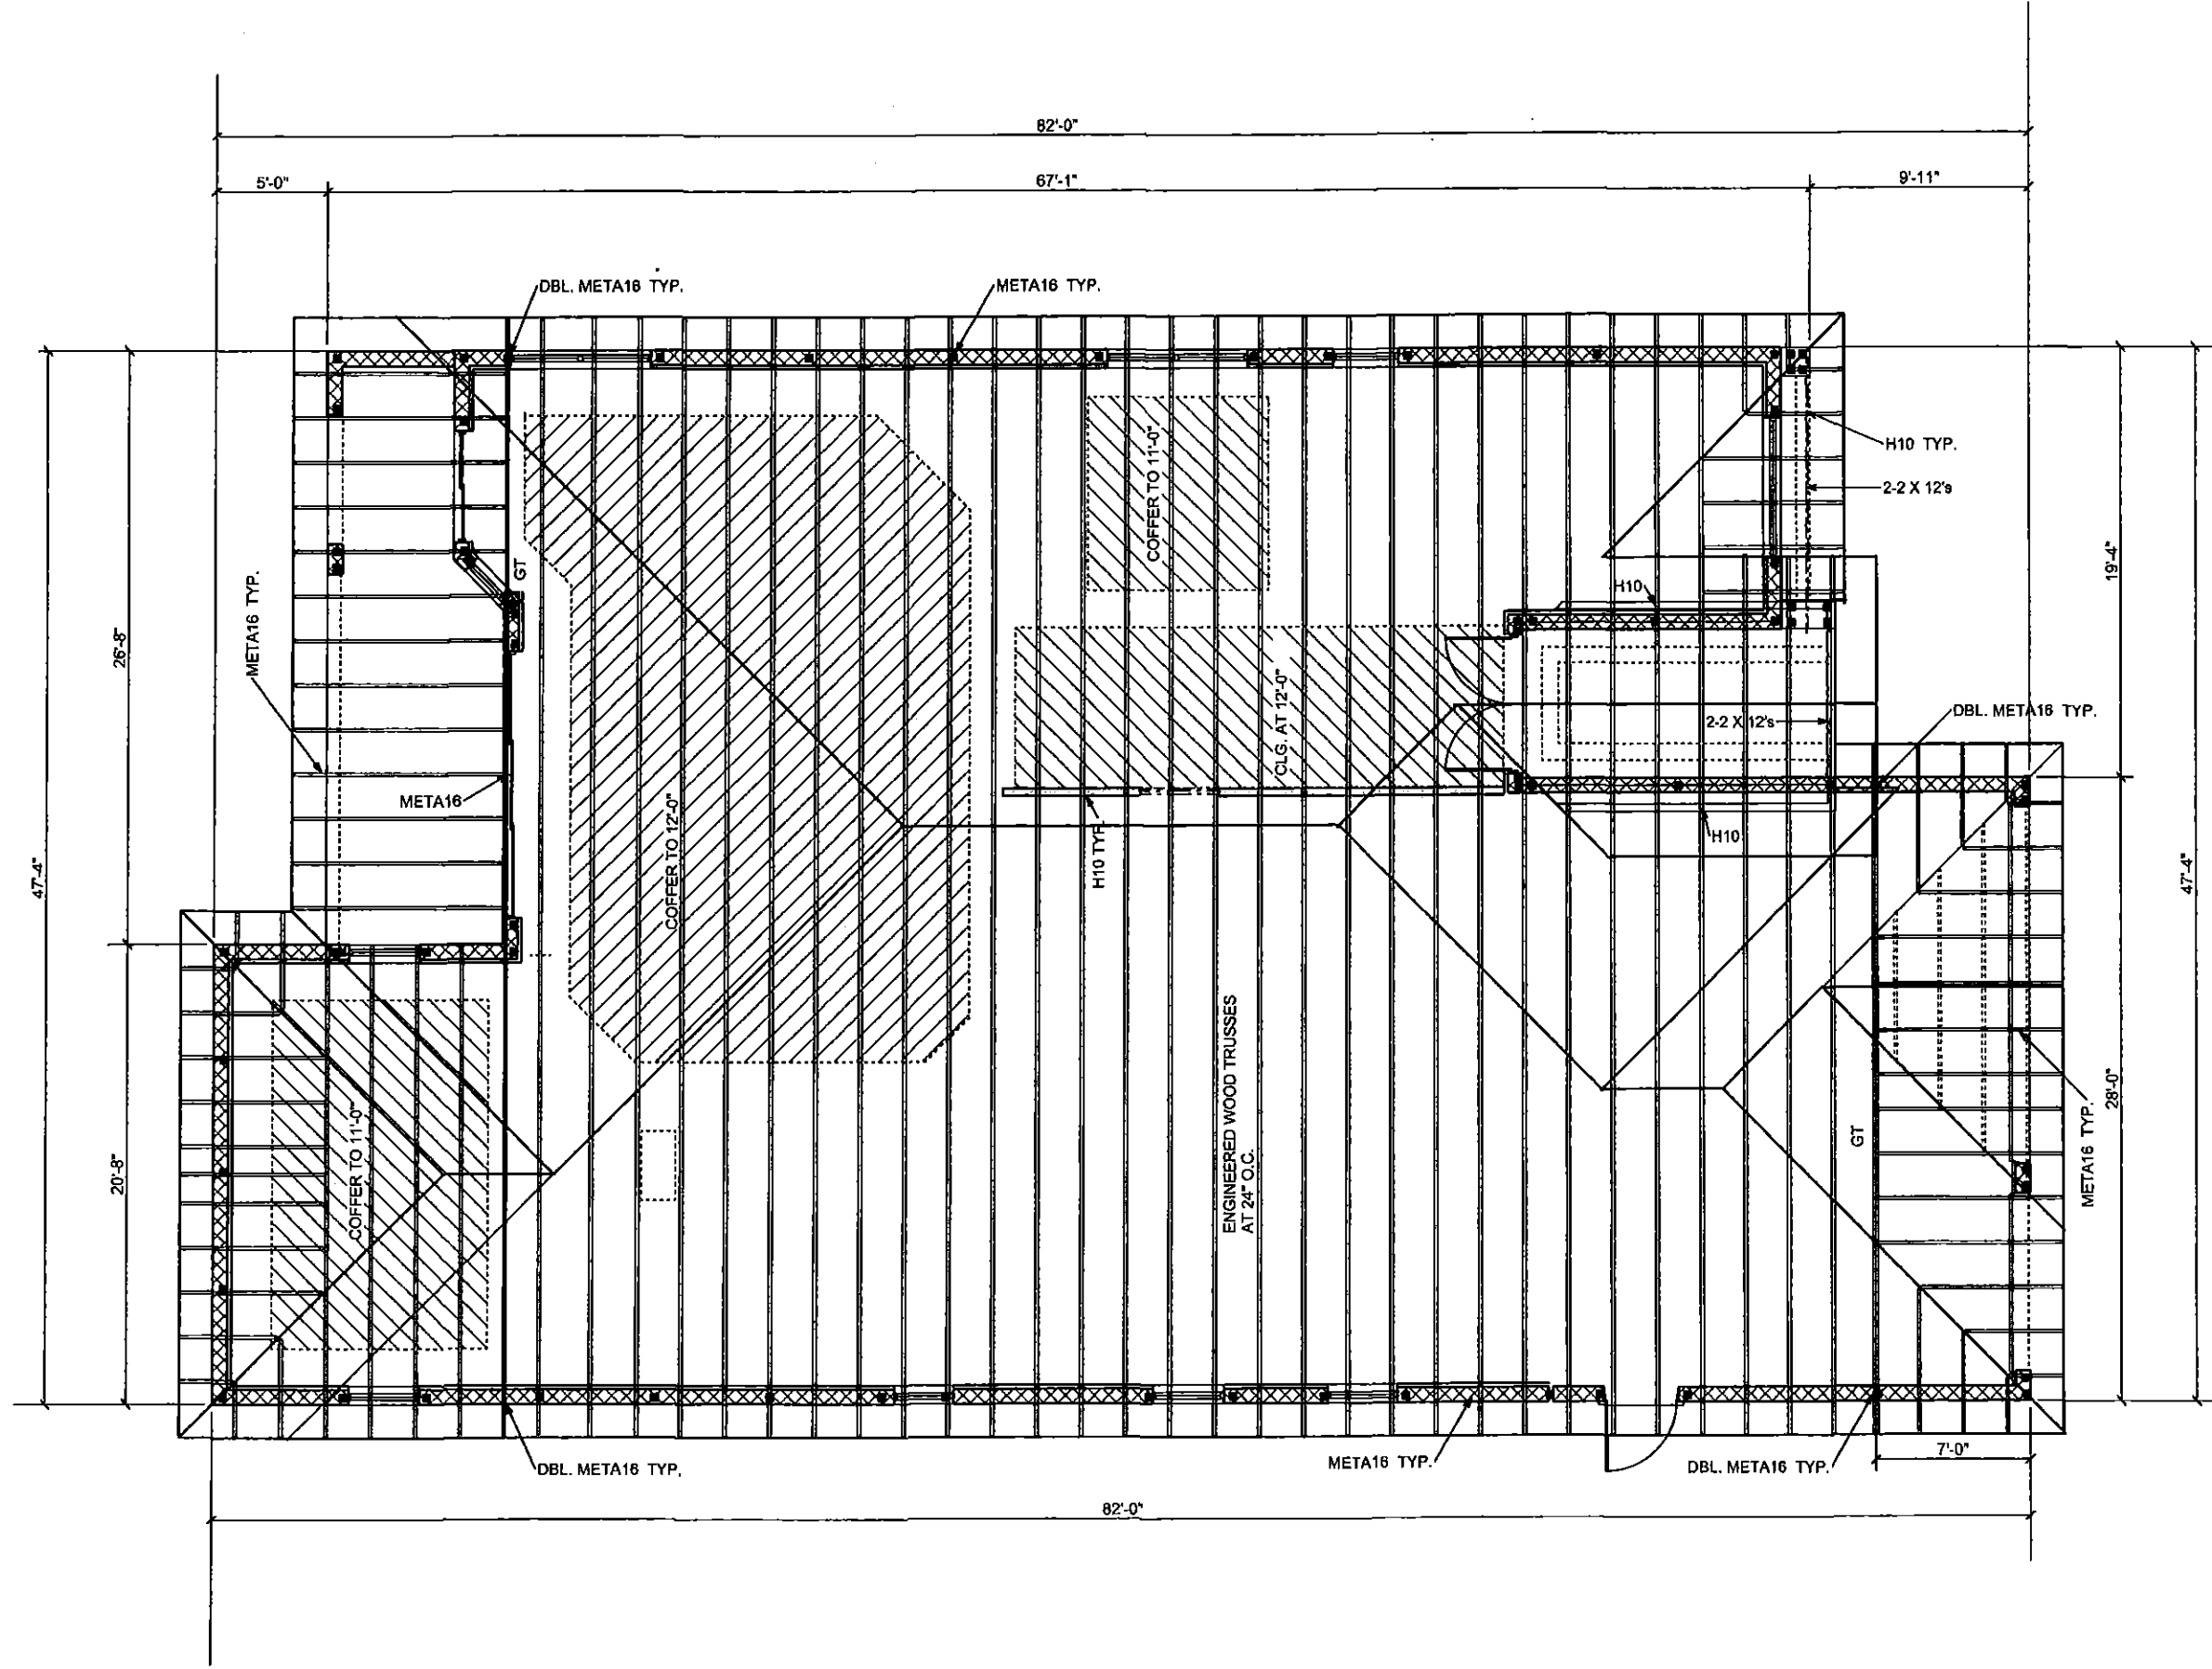 82'-0"
5'-0"
67'-1"
9'-11"
DBL. META16 TYP.
META16 TYP.
H10 TYP.
2-2 X 12's
COFFER TO 11'-0"
19'-4"
GT
H10
META16 TYP.
26'-8"
CLG. AT 12'-0"
DBL. META16 TYP.
2-2 X 12's
META16
COFFER TO 12'-0"
H10 TYP.
H10
47'-4"
47'-4"
ENGINEERED WOOD TRUSSES
AT 24" O.C.
28'-0"
GT
META16 TYP.
COFFER TO 11'-0"
20'-8"
7'-0"
DBL. META16 TYP.
META16 TYP.
DBL. META16 TYP.
82'-0"